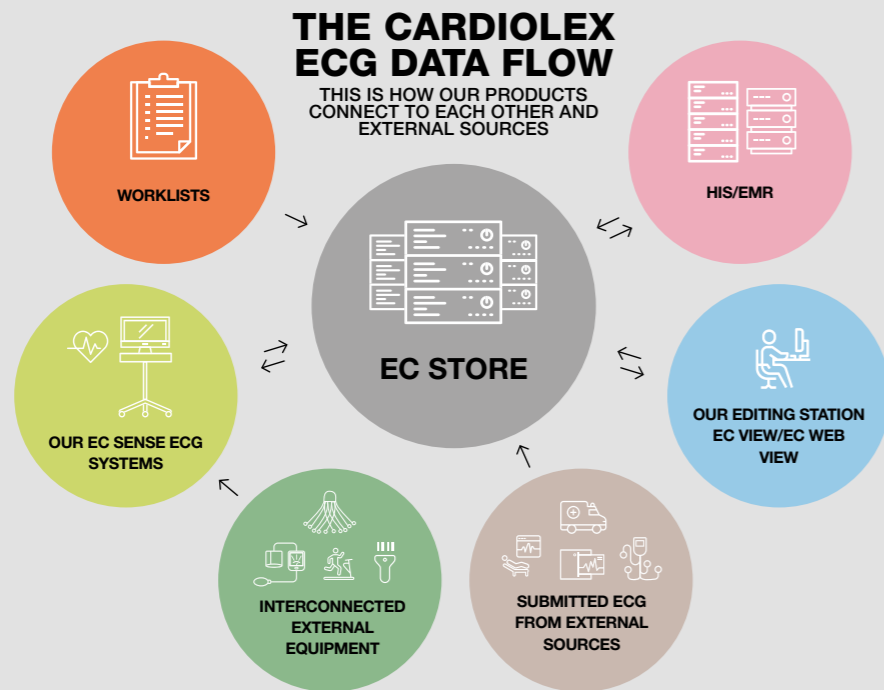 THE CARDIOLEX
ECG DATA FLOW
THIS IS HOW OUR PRODUCTS
CONNECT TO EACH OTHER AND
EXTERNAL SOURCES
WORKLISTS
HIS/EMR
EC STORE
OUR EC SENSE ECG
SYSTEMS
OUR EDITING STATION
EC VIEW/EC WEB
VIEW
INTERCONNECTED
EXTERNAL
EQUIPMENT
SUBMITTED ECG
FROM EXTERNAL
SOURCES